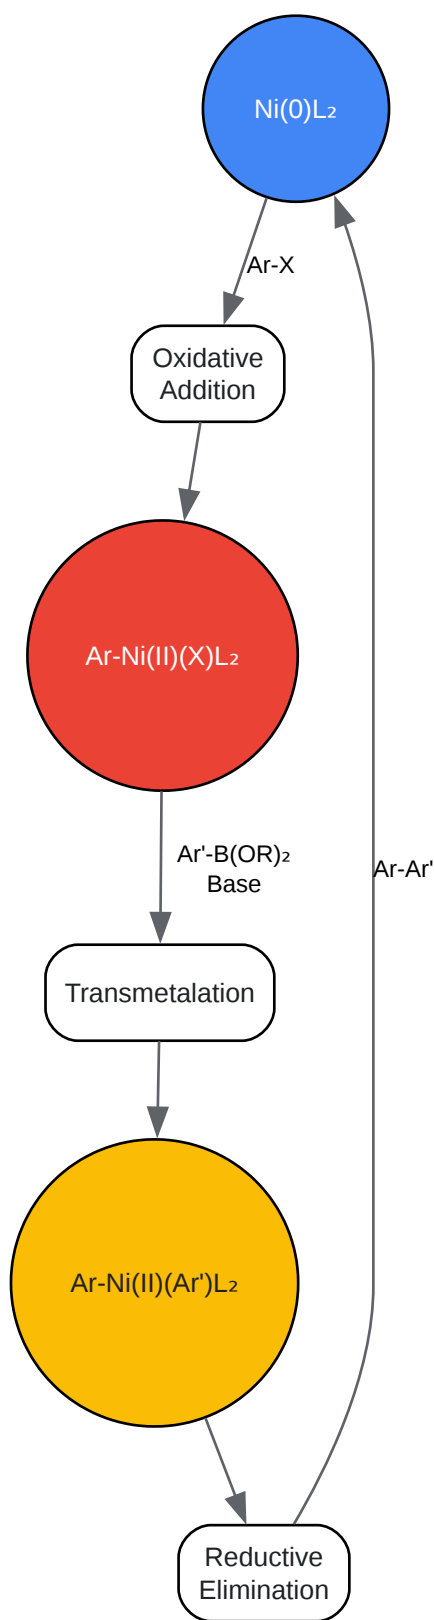 Ni(0)L₂
Ar-X
Oxidative
Addition
Ar-Ni(II)(X)L₂
Ar'-B(OR)₂
Base
Ar-Ar'
Transmetalation
Ar-Ni(II)(Ar')L₂
Reductive
Elimination